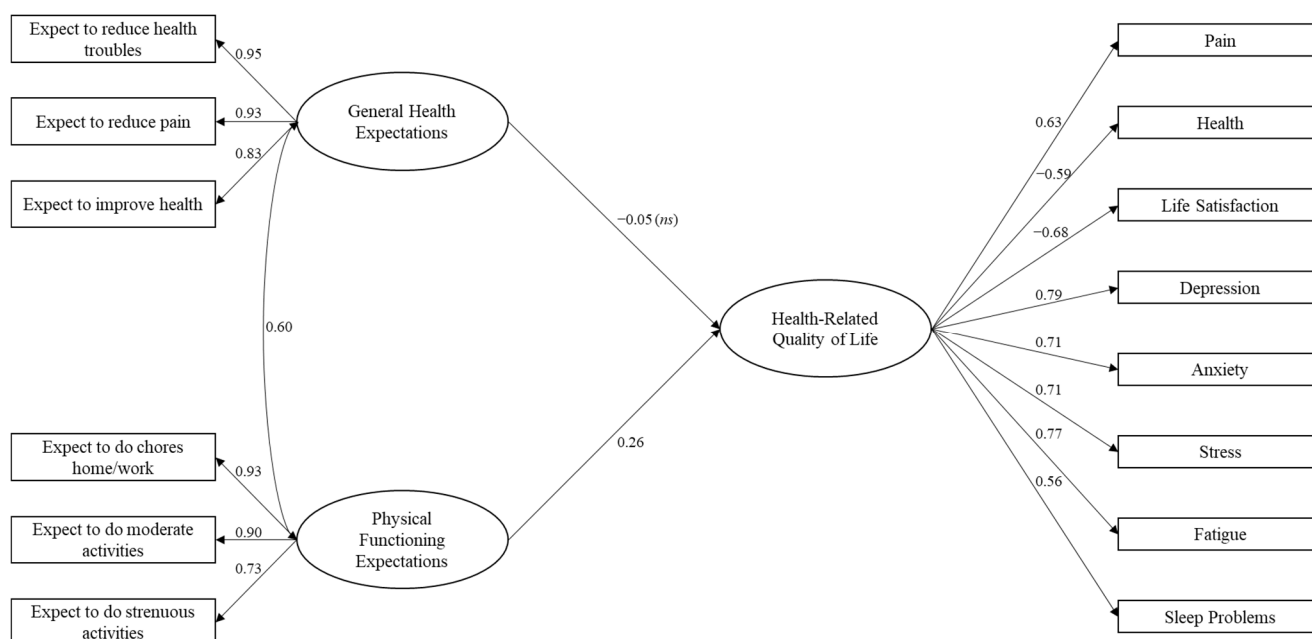 Expect to reduce health
troubles
0.95
Expect to reduce pain
0.93
Expect to improve health
0.83
General Health
Expectations
0.60
Expect to do chores
home/work
0.93
Expect to do moderate
activities
0.90
Expect to do strenuous
activities
0.73
Physical
Functioning
Expectations
−0.05 (ns)
0.26
Health-Related
Quality of Life
0.63
−0.59
−0.68
0.79
0.71
0.71
0.77
0.56
Pain
Health
Life Satisfaction
Depression
Anxiety
Stress
Fatigue
Sleep Problems